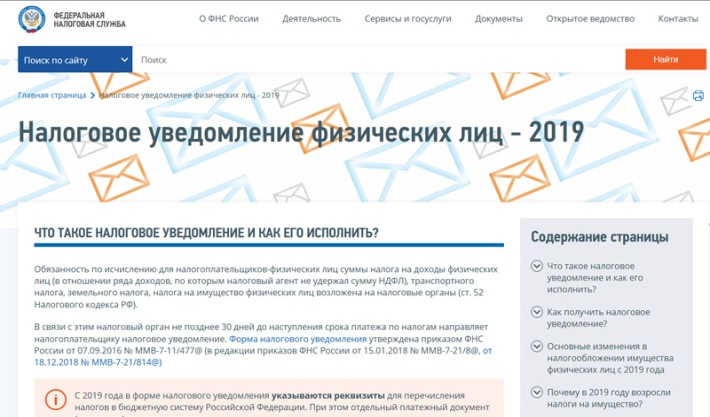 ФЕДЕРАЛЬНАЯ
НАЛОГОВАЯ СЛУЖБА
О ФНС России Деятельность Сервисы и госуслуги Документы Открытое ведомство Контакты
Поиск по сайту Поиск Найти
Главная страница Налоговое уведомление физических лиц - 2019
Налоговое уведомление физических лиц - 2019
ЧТО ТАКОЕ НАЛОГОВОЕ УВЕДОМЛЕНИЕ И КАК ЕГО ИСПОЛНИТЬ?
Обязанность по исчислению для налогоплательщиков-физических лиц суммы налога на доходы физических
лиц (в отношении ряда доходов, по которым налоговый агент не удержал сумму НДФЛ), транспортного
налога, земельного налога, налога на имущество физических лиц возложена на налоговые органы (ст. 52
Налогового кодекса РФ).
В связи с этим налоговый орган не позднее 30 дней до наступления срока платежа по налогам направляет
налогоплательщику налоговое уведомление. Форма налогового уведомления утверждена приказом ФНС
России от 07.09.2016 № ММВ-7-11/477@ (в редакции приказов ФНС России от 15.01.2018 № ММВ-7-21/8@, от
18.12.2018 № ММВ-7-21/814@)
С 2019 года в форме налогового уведомления указываются реквизиты для перечисления
налогов в бюджетную систему Российской Федерации. При этом отдельный платежный документ
Содержание страницы
Что такое налоговое
уведомление и как его
исполнить?
Как получить налоговое
уведомление?
Основные изменения в
налогообложении имущества
физических лиц с 2019 года
Почему в 2019 году возросли
налоги на имущество?